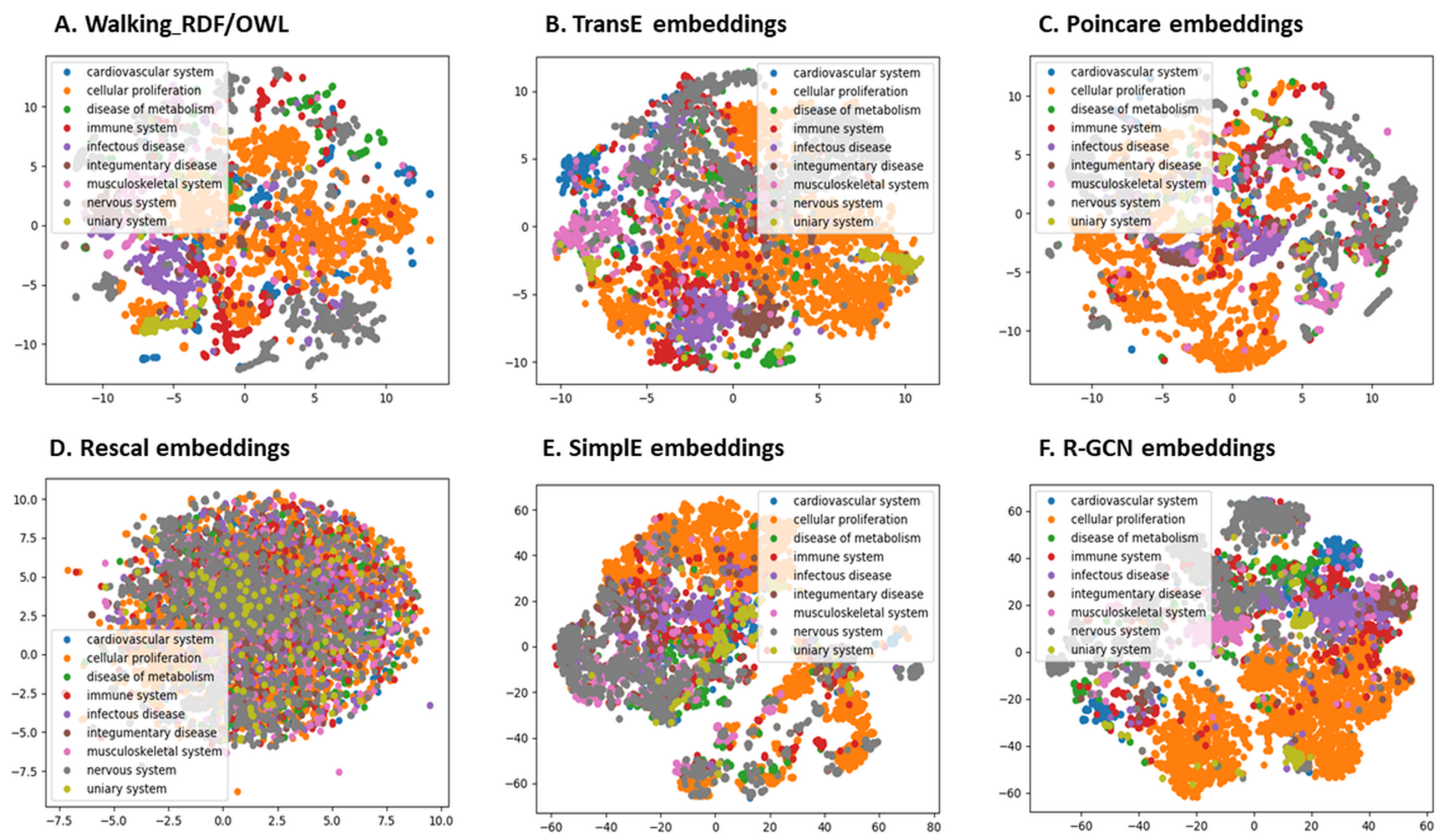 A. Walking_RDF/OWL
cardiovascular system
cellular proliferation
disease of metabolism
immune system
infectious disease
integumentary disease
musculoskeletal system
nervous system
uniary system
10
5
0
−5
−10
−10
−5
0
5
10
B. TransE embeddings
cardiovascular system
cellular proliferation
disease of metabolism
immune system
infectious disease
integumentary disease
musculoskeletal system
nervous system
uniary system
10
5
0
−5
−10
−10
−5
0
5
10
C. Poincare embeddings
cardiovascular system
cellular proliferation
disease of metabolism
immune system
infectious disease
integumentary disease
musculoskeletal system
nervous system
uniary system
10
5
0
−5
−10
−10
−5
0
5
10
D. Rescal embeddings
10.0
7.5
5.0
2.5
0.0
−2.5
−5.0
−7.5
cardiovascular system
cellular proliferation
disease of metabolism
immune system
infectious disease
integumentary disease
musculoskeletal system
nervous system
uniary system
−7.5
−5.0
−2.5
0.0
2.5
5.0
7.5
10.0
E. SimplE embeddings
cardiovascular system
cellular proliferation
disease of metabolism
immune system
infectious disease
integumentary disease
musculoskeletal system
nervous system
uniary system
60
40
20
0
−20
−40
−60
−60
−40
−20
0
20
40
60
80
F. R-GCN embeddings
cardiovascular system
cellular proliferation
disease of metabolism
immune system
infectious disease
integumentary disease
musculoskeletal system
nervous system
uniary system
60
40
20
0
−20
−40
−60
−60
−40
−20
0
20
40
60